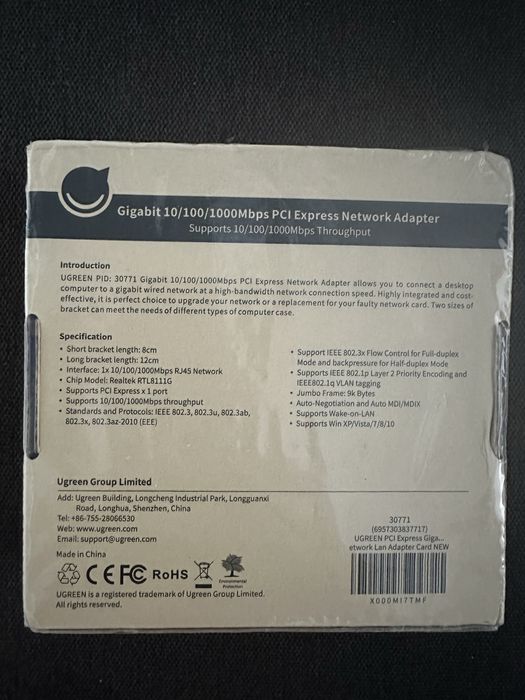 Gigabit 10/100/1000Mbps PCI Express Network Adapter
Supports 10/100/1000Mbps Throughput
Introduction
UGREEN PID: 30771 Gigabit 10/100/1000Mbps PCI Express Network Adapter allows you to connect a desktop
computer to a gigabit wired network at a high-bandwidth network connection speed. Highly integrated and cost-
effective, it is perfect choice to upgrade your network or a replacement for your faulty network card. Two sizes of
bracket can meet the needs of different types of computer case.
Specification
• Short bracket length: 8cm
• Long bracket length: 12cm
• Interface: 1x 10/100/1000Mbps RJ45 Network
• Chip Model: Realtek RTL8111G
• Supports PCI Express x 1 port
• Supports 10/100/1000Mbps throughput
• Standards and Protocols: IEEE 802.3, 802.3u, 802.3ab,
802.3x, 802.3az-2010 (EEE)
• Support IEEE 802.3x Flow Control for Full-duplex
Mode and backpressure for Half-duplex Mode
• Supports IEEE 802.1p Layer 2 Priority Encoding and
IEEE802.1q VLAN tagging
• Jumbo Frame: 9k Bytes
• Auto-Negotiation and Auto MDI/MDIX
• Supports Wake-on-LAN
• Supports Win XP/Vista/7/8/10
Ugreen Group Limited
Add: Ugreen Building, Longcheng Industrial Park, Longguanxi
Road, Longhua, Shenzhen, China
Tel: +86-755-28066530
Web: www.ugreen.com
Email: support@ugreen.com
Made in China
CE FC RoHS
Environmental
Protection
UGREEN is a registered trademark of Ugreen Group Limited.
All rights reserved.
30771
(6957303837717)
UGREEN PCI Express Giga...
etwork Lan Adapter Card NEW
X000MI7TMF